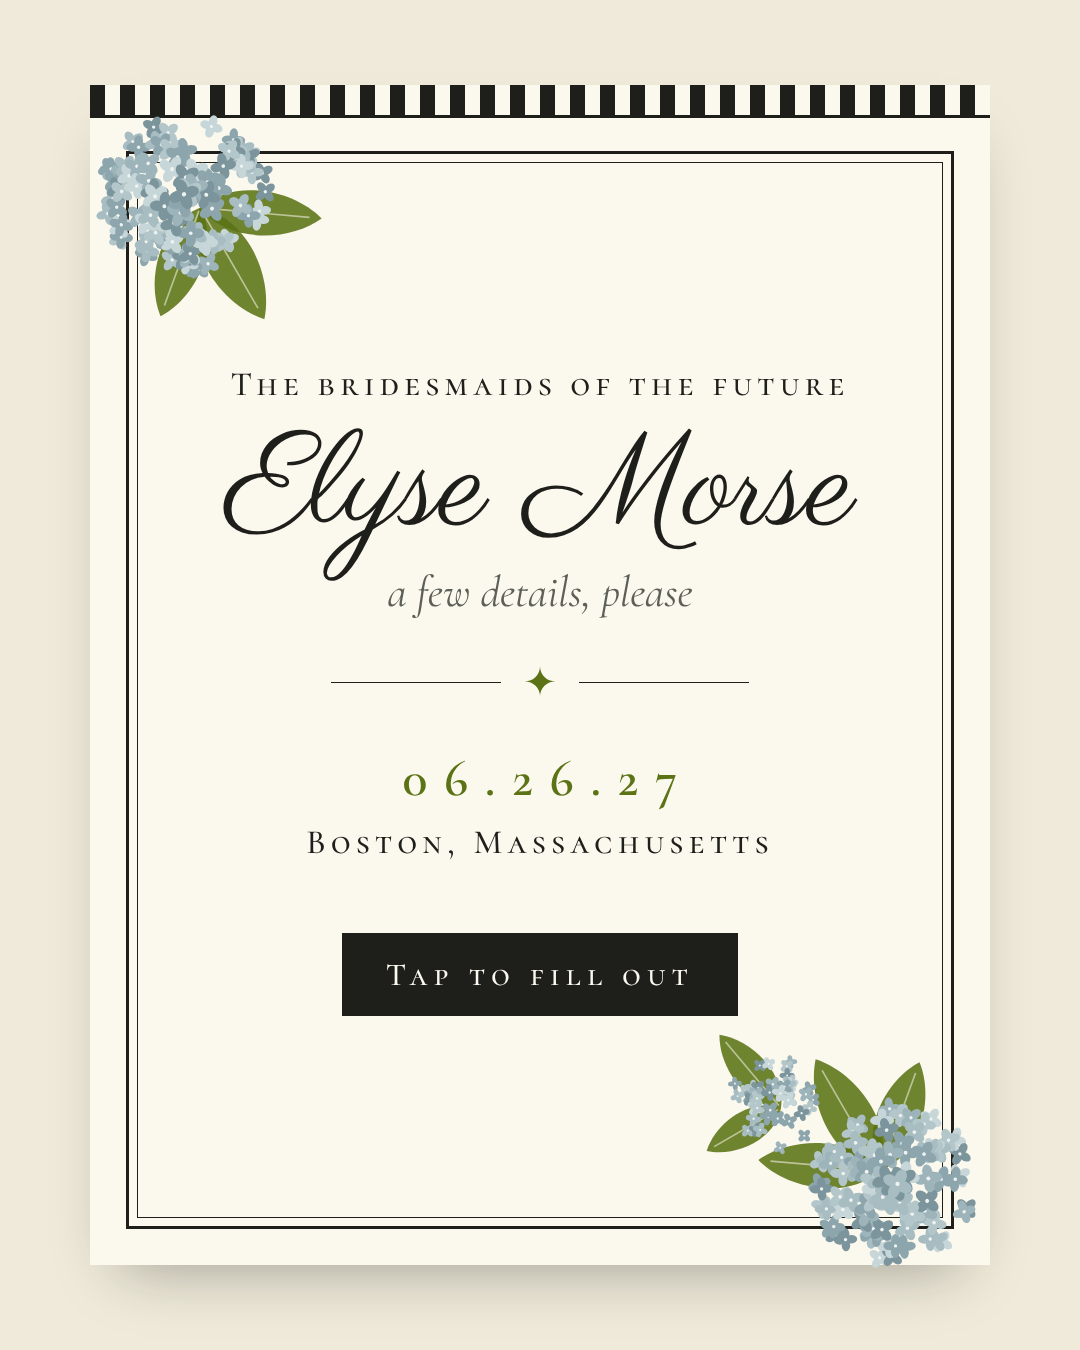 The bridesmaids of the future
Elyse Morse
a few details, please
06.26.27
Boston, Massachusetts
Tap to fill out